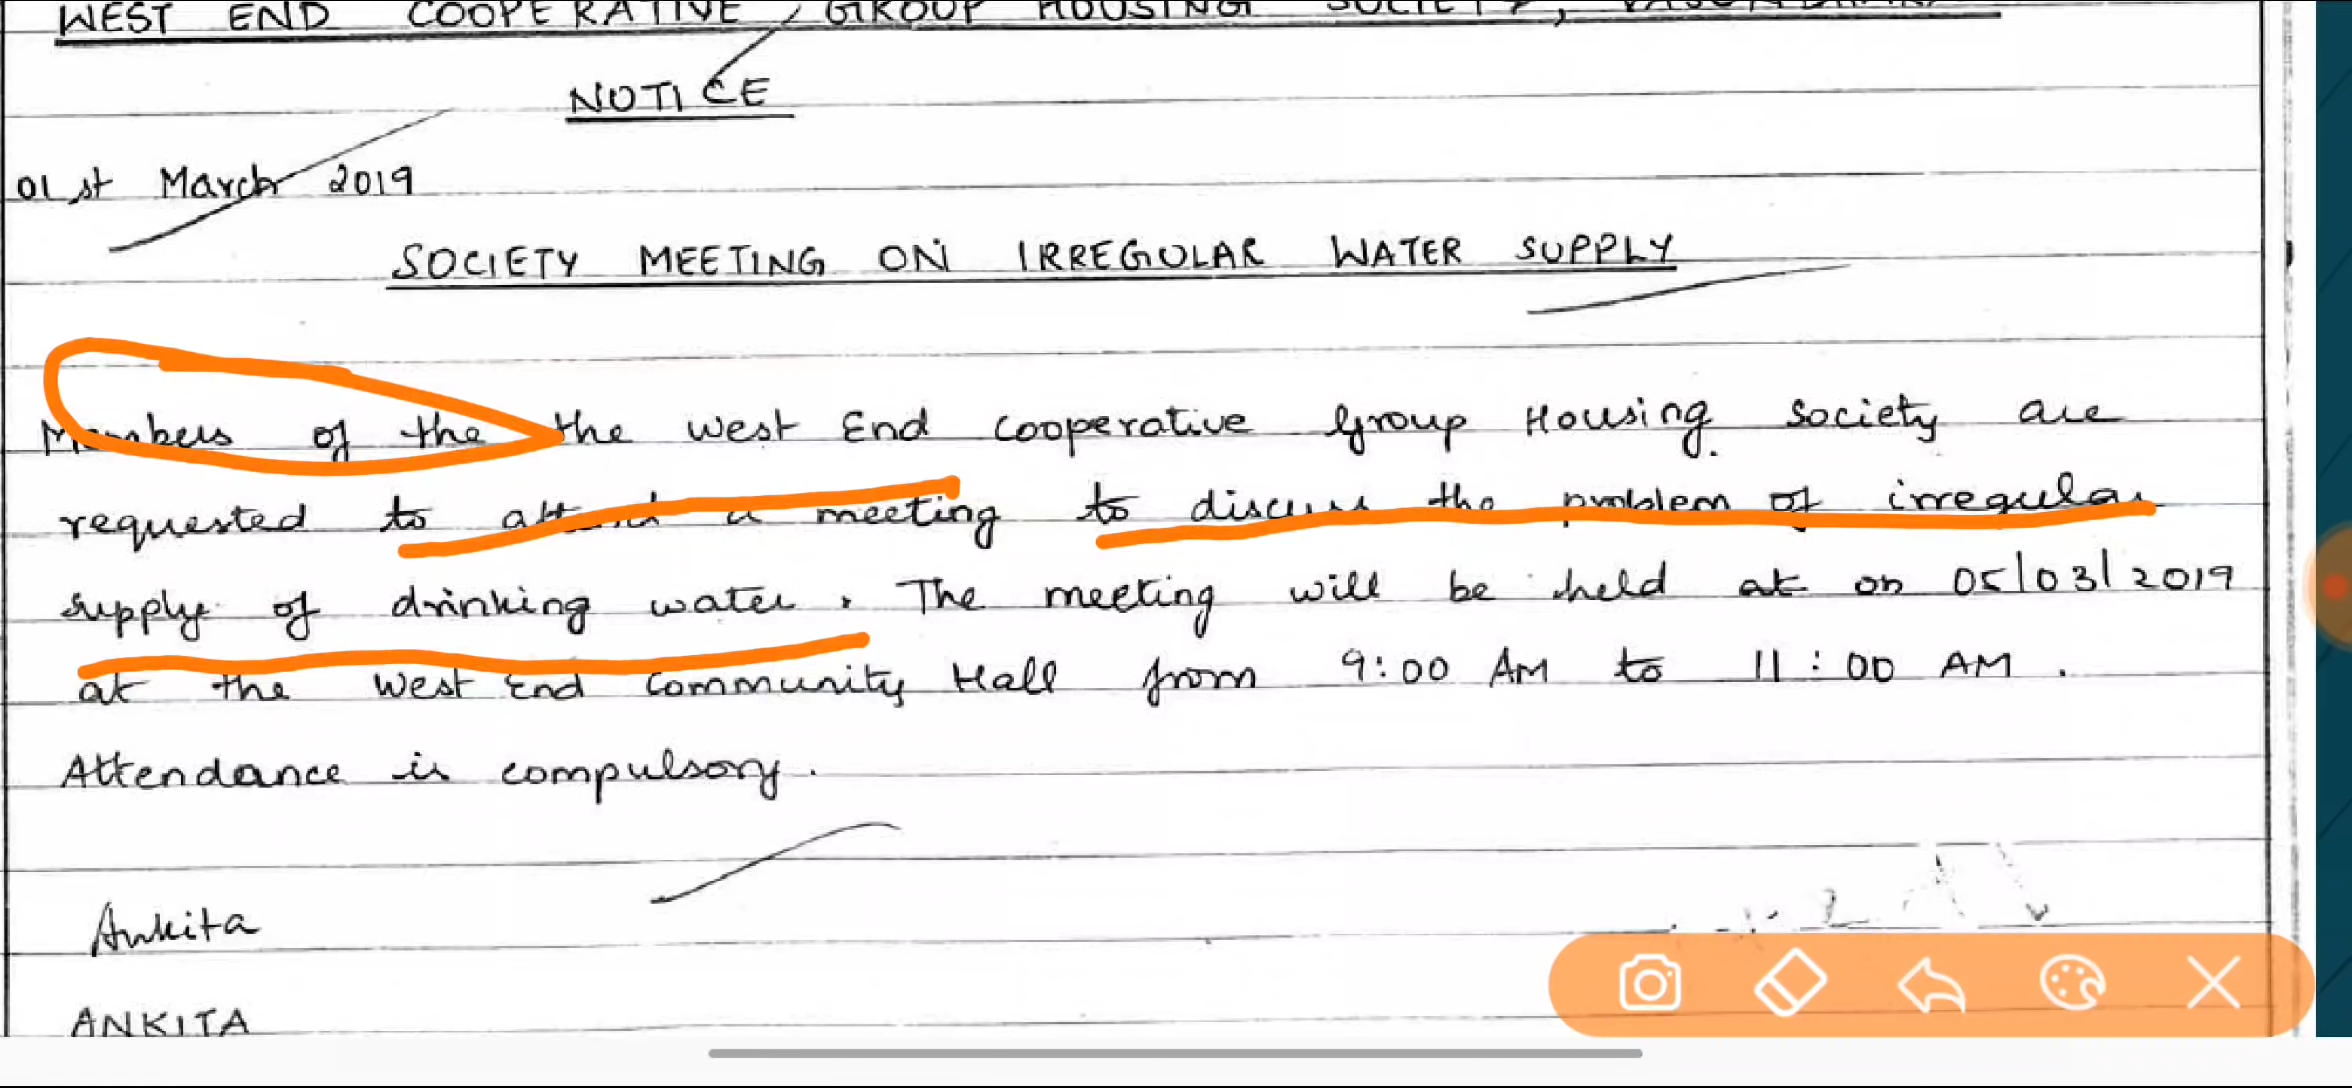 WEST END COOPERATIVE GROUP HOUSING SOCIETY,
NOTICE
01st March 2019
SOCIETY MEETING ON IRREGULAR WATER SUPPLY
Members of the the west End cooperative Group Housing Society are
requested to attend a meeting to discuss the problem of irregular
supply of drinking water. The meeting will be held at on 05/03/2019
at the West End Community Hall from 9:00 AM to 11:00 AM.
Attendance is compulsory.
Ankita
ANKITA